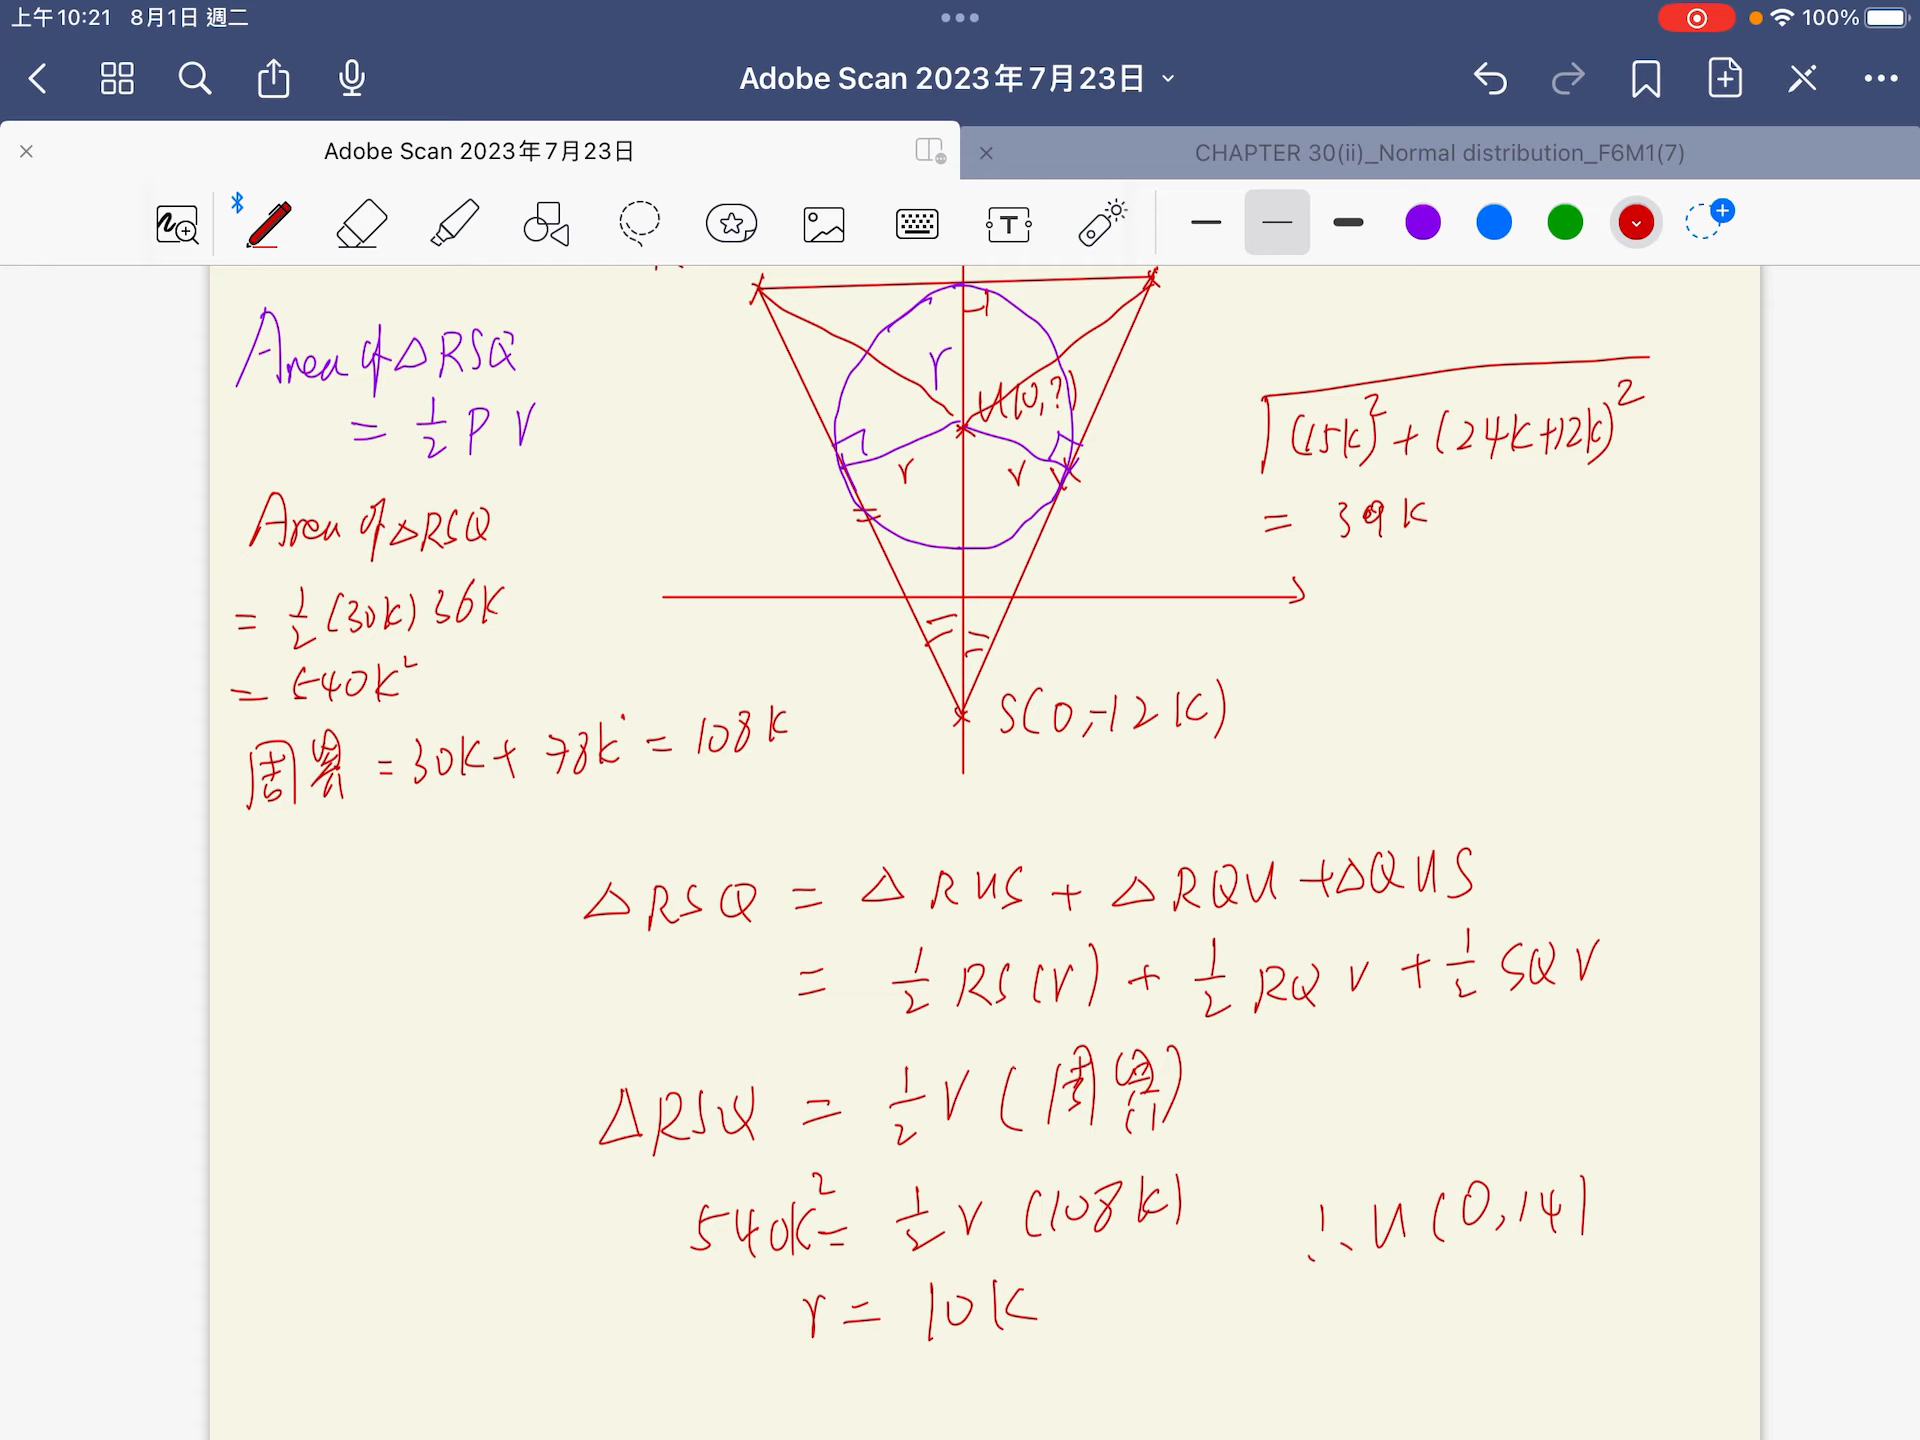 上午10:21 8月1日 週二
100%
Adobe Scan 2023年7月23日
Adobe Scan 2023年7月23日
CHAPTER 30(ii)_Normal distribution_F6M1(7)
Area of △RSQ
= 1/2 P r
Area of △RSQ
= 1/2 (30K) 36K
= 540K²
周界 = 30K + 78K = 108K
r
U(0,?)
r
r
S(0,-12K)
√((15K)² + (24K+12K)²)
= 39K
△RSQ = △RUS + △RQU + △QUS
= 1/2 RS(r) + 1/2 RQ r + 1/2 SQ r
△RSQ = 1/2 r (周界)
540K² = 1/2 r (108K)
r = 10K
∴ U(0,14)